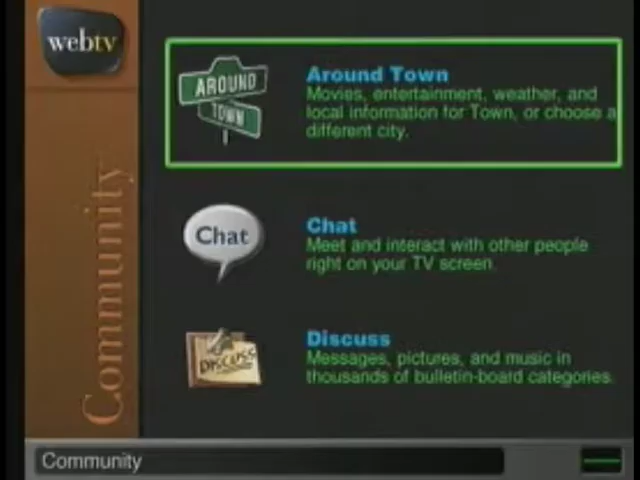 webtv
Community
AROUND
TOWN
Around Town
Movies, entertainment, weather, and
local information for Town, or choose a
different city.
Chat
Chat
Meet and interact with other people
right on your TV screen.
DISCUSS
Discuss
Messages, pictures, and music in
thousands of bulletin-board categories.
Community